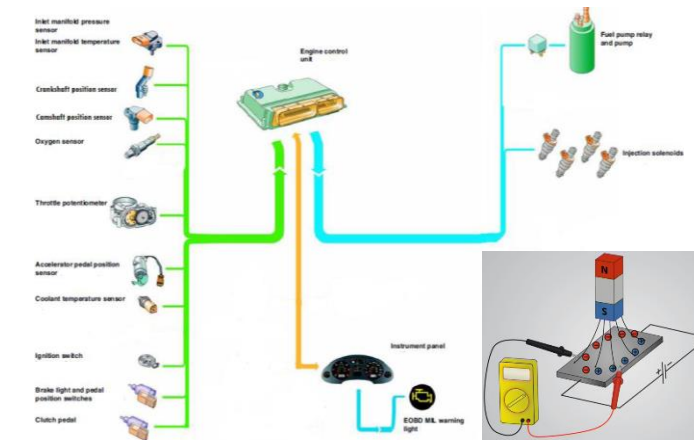 Inlet manifold pressure
sensor
Inlet manifold temperature
sensor
Crankshaft position sensor
Camshaft position sensor
Oxygen sensor
Throttle potentiometer
Accelerator pedal position
sensor
Coolant temperature sensor
Ignition switch
Brake light and pedal
position switches
Clutch pedal
Engine control
unit
Instrument panel
EOBD MIL warning
light
Fuel pump relay
and pump
Injection solenoids
N
S
+ -